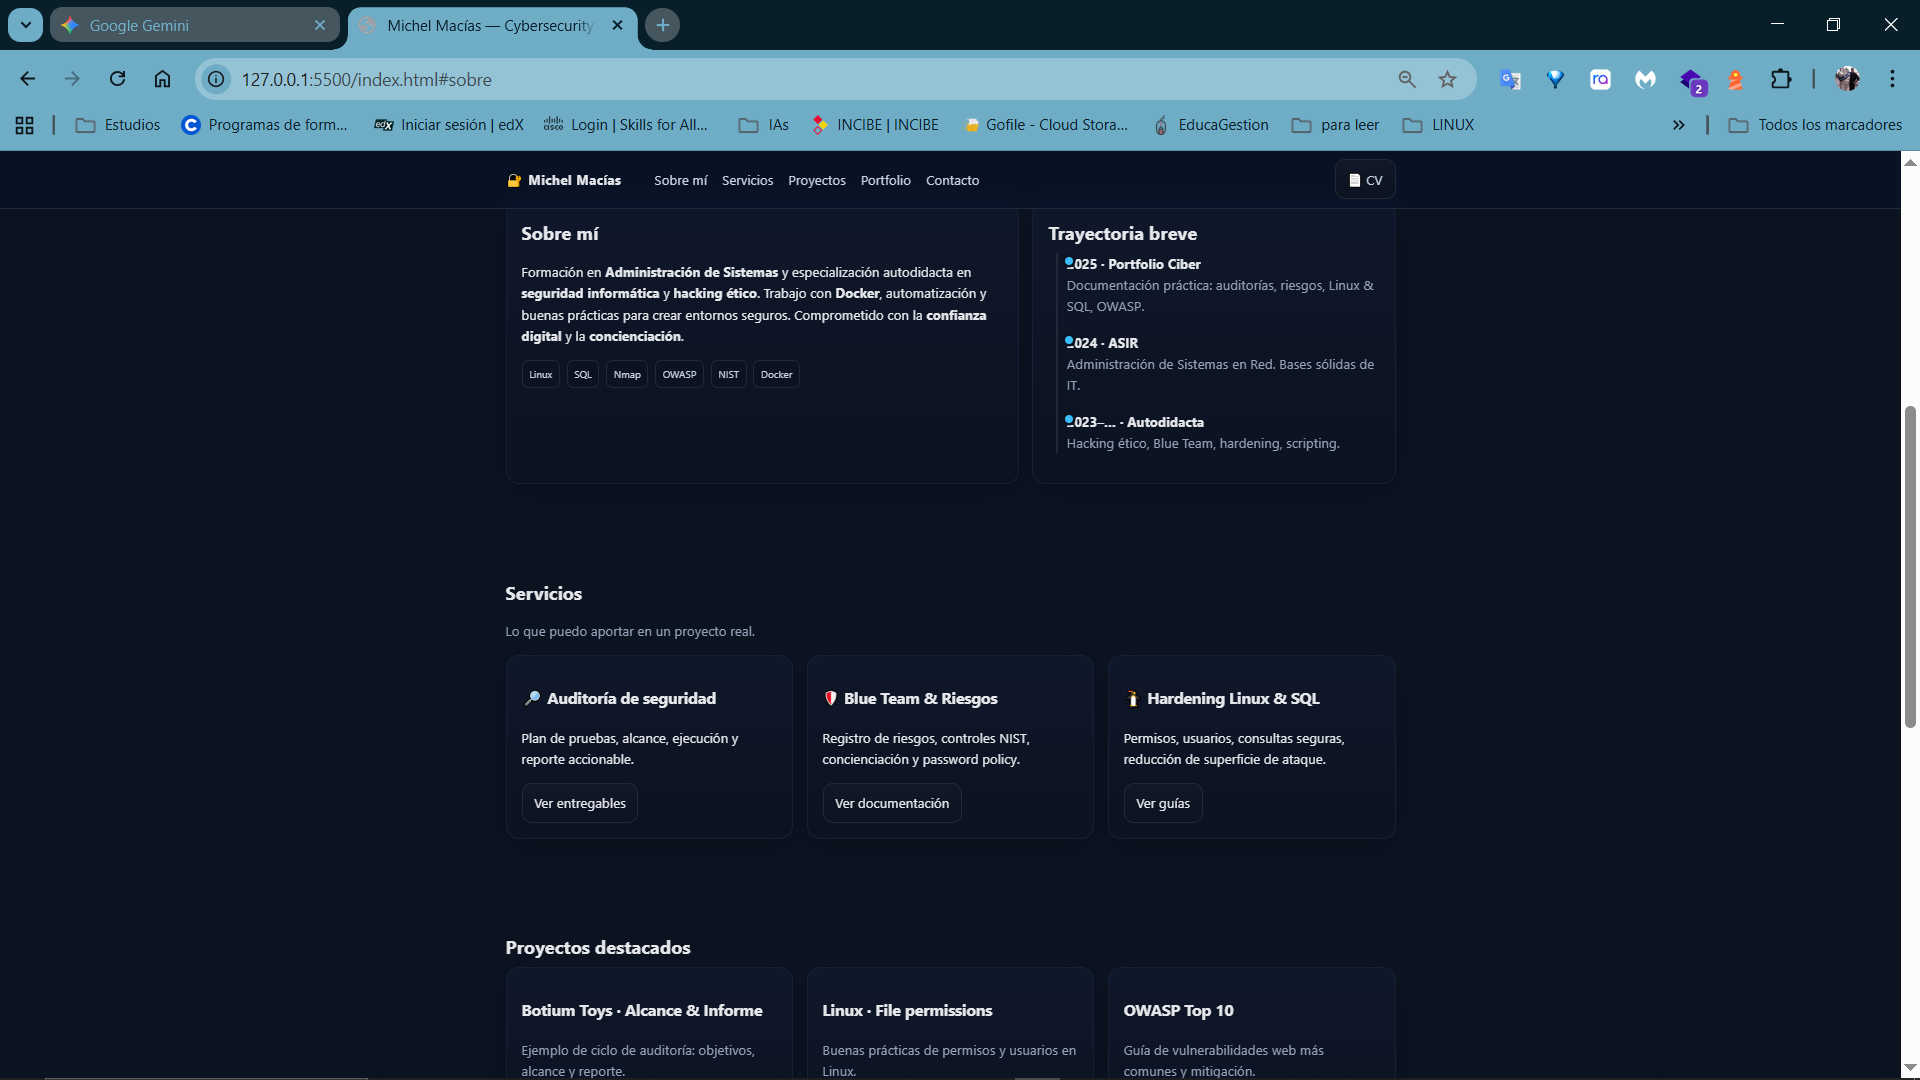 Google Gemini
Michel Macías — Cybersecurity
127.0.0.1:5500/index.html#sobre
2
Estudios
Programas de form...
Iniciar sesión | edX
Login | Skills for All...
IAs
INCIBE | INCIBE
Gofile - Cloud Stora...
EducaGestion
para leer
LINUX
Todos los marcadores
Michel Macías
Sobre mí
Servicios
Proyectos
Portfolio
Contacto
CV
Sobre mí
Formación en Administración de Sistemas y especialización autodidacta en
seguridad informática y hacking ético. Trabajo con Docker, automatización y
buenas prácticas para crear entornos seguros. Comprometido con la confianza
digital y la concienciación.
Linux
SQL
Nmap
OWASP
NIST
Docker
Trayectoria breve
2025 · Portfolio Ciber
Documentación práctica: auditorías, riesgos, Linux &
SQL, OWASP.
2024 · ASIR
Administración de Sistemas en Red. Bases sólidas de
IT.
2023–... · Autodidacta
Hacking ético, Blue Team, hardening, scripting.
Servicios
Lo que puedo aportar en un proyecto real.
Auditoría de seguridad
Plan de pruebas, alcance, ejecución y
reporte accionable.
Ver entregables
Blue Team & Riesgos
Registro de riesgos, controles NIST,
concienciación y password policy.
Ver documentación
Hardening Linux & SQL
Permisos, usuarios, consultas seguras,
reducción de superficie de ataque.
Ver guías
Proyectos destacados
Botium Toys · Alcance & Informe
Ejemplo de ciclo de auditoría: objetivos,
alcance y reporte.
Linux · File permissions
Buenas prácticas de permisos y usuarios en
Linux.
OWASP Top 10
Guía de vulnerabilidades web más
comunes y mitigación.